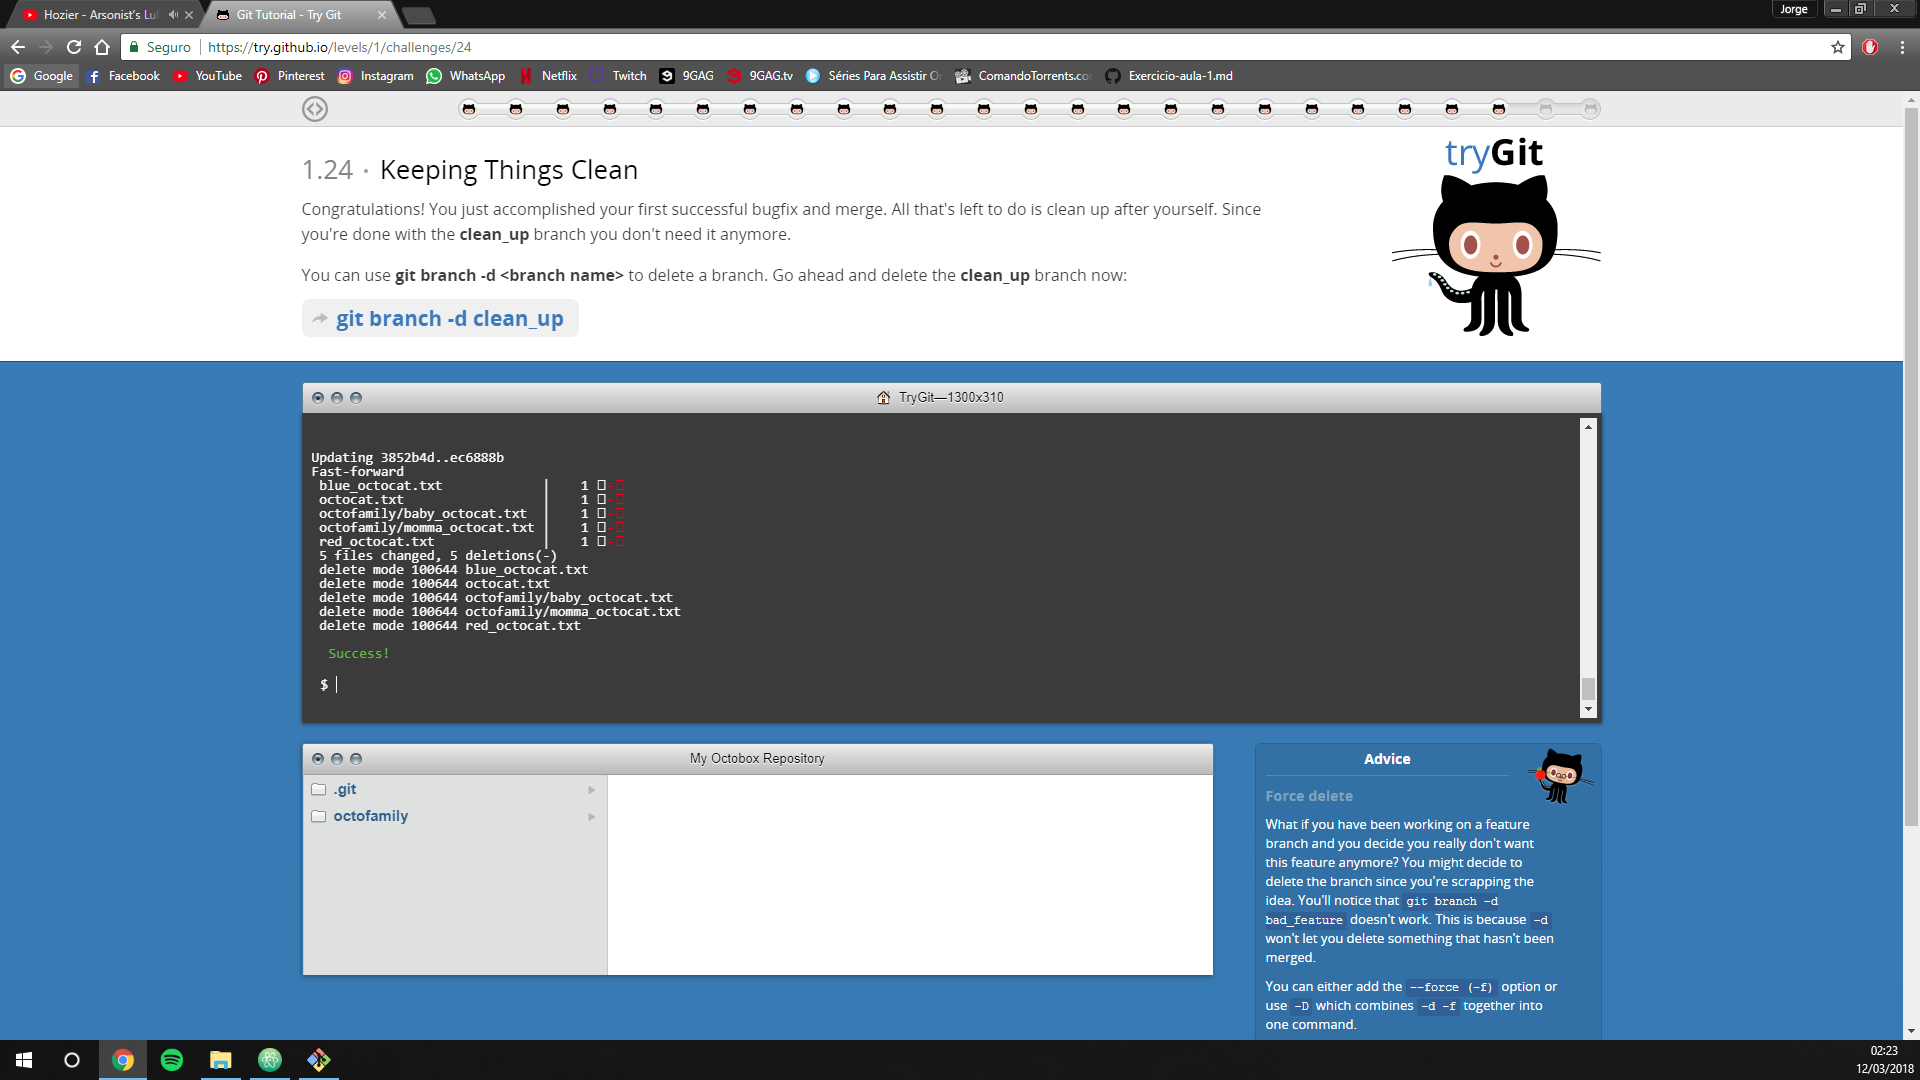 Hozier - Arsonist's Lul
Git Tutorial - Try Git
Jorge
Seguro
https://try.github.io/levels/1/challenges/24
Google
Facebook
YouTube
Pinterest
Instagram
WhatsApp
Netflix
Twitch
9GAG
9GAG.tv
Séries Para Assistir On
ComandoTorrents.co
Exercicio-aula-1.md
tryGit
1.24 · Keeping Things Clean
Congratulations! You just accomplished your first successful bugfix and merge. All that's left to do is clean up after yourself. Since
you're done with the clean_up branch you don't need it anymore.
You can use git branch -d <branch name> to delete a branch. Go ahead and delete the clean_up branch now:
git branch -d clean_up
TryGit—1300x310
Updating 3852b4d..ec6888b
Fast-forward
blue_octocat.txt | 1 -
octocat.txt | 1 -
octofamily/baby_octocat.txt | 1 -
octofamily/momma_octocat.txt | 1 -
red_octocat.txt | 1 -
5 files changed, 5 deletions(-)
delete mode 100644 blue_octocat.txt
delete mode 100644 octocat.txt
delete mode 100644 octofamily/baby_octocat.txt
delete mode 100644 octofamily/momma_octocat.txt
delete mode 100644 red_octocat.txt
Success!
$
My Octobox Repository
.git
octofamily
Advice
Force delete
What if you have been working on a feature
branch and you decide you really don't want
this feature anymore? You might decide to
delete the branch since you're scrapping the
idea. You'll notice that git branch -d
bad_feature doesn't work. This is because -d
won't let you delete something that hasn't been
merged.
You can either add the --force (-f) option or
use -D which combines -d -f together into
one command.
02:23
12/03/2018